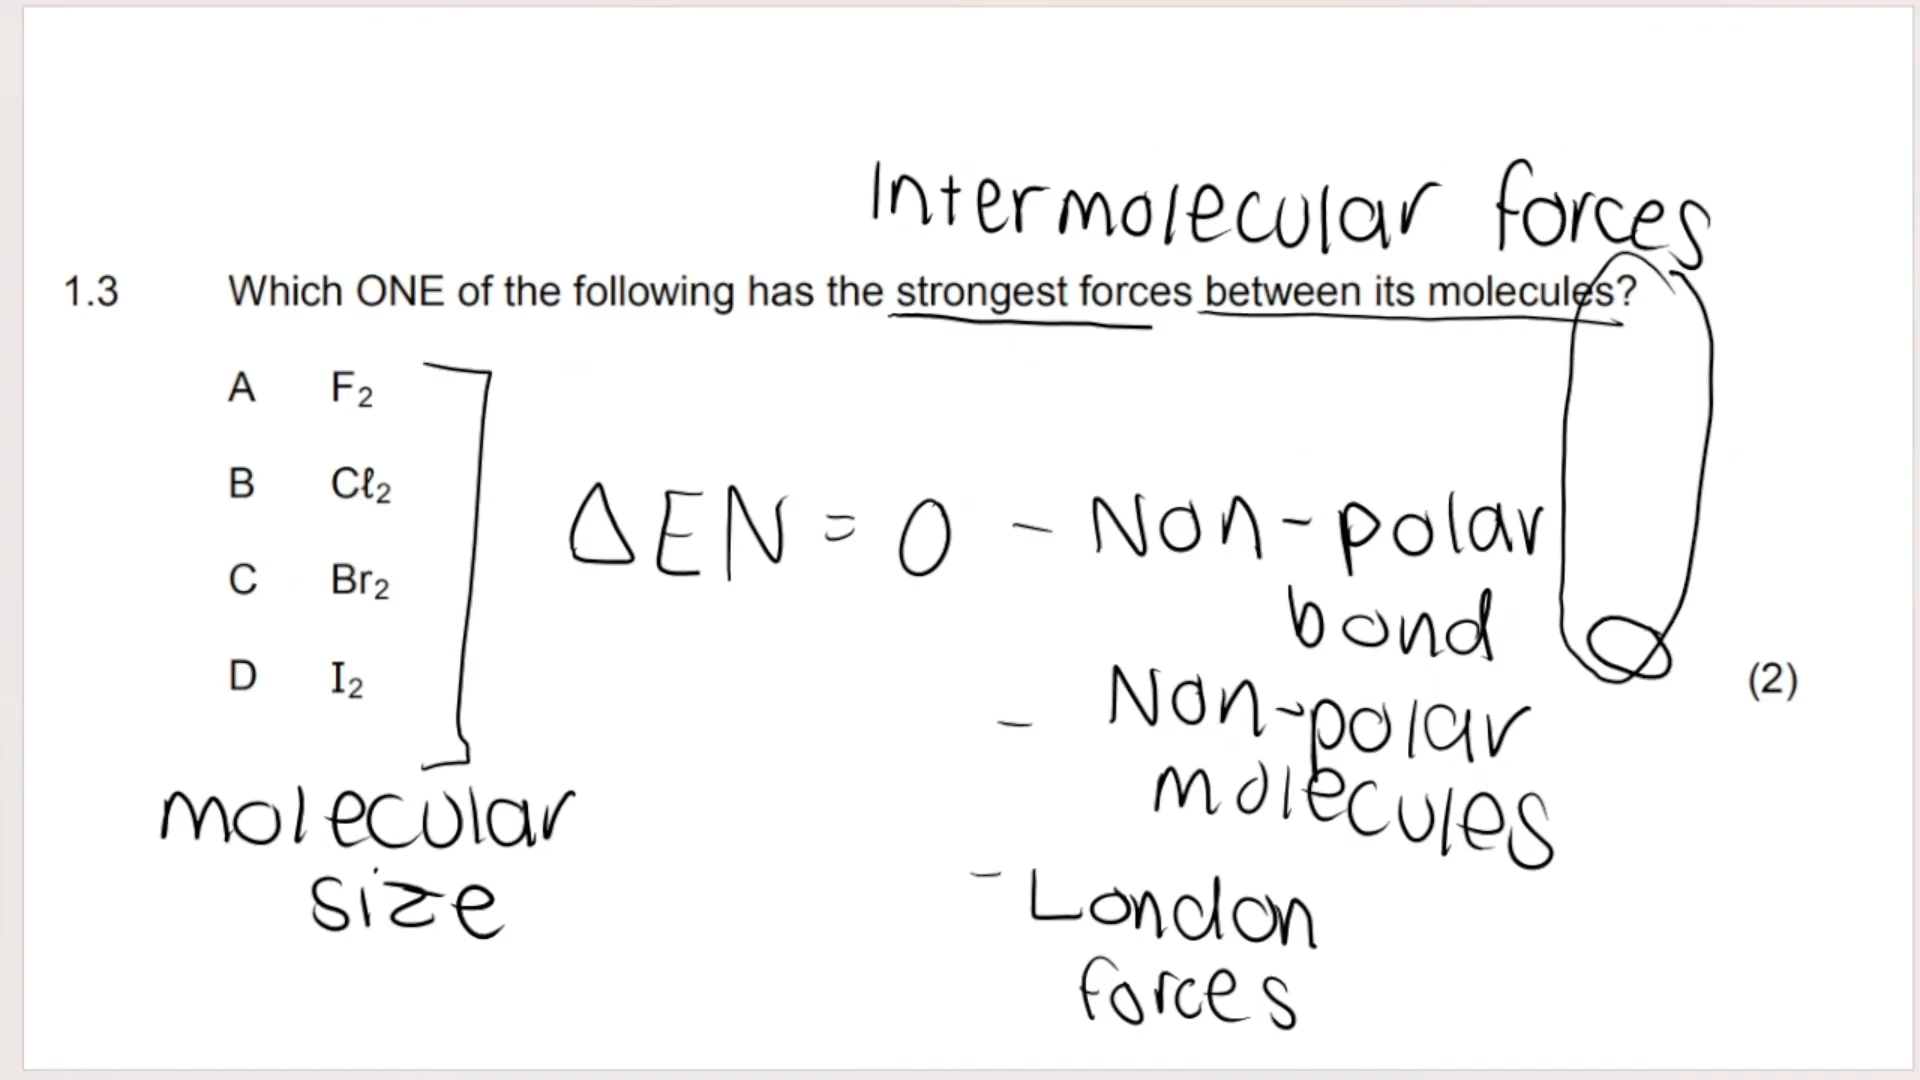 Intermolecular forces
1.3 Which ONE of the following has the strongest forces between its molecules?
A F₂
B Cℓ₂
C Br₂
D I₂
(2)
ΔEN = 0 - Non-polar
bond
- Non-polar
molecules
- London
forces
molecular
size